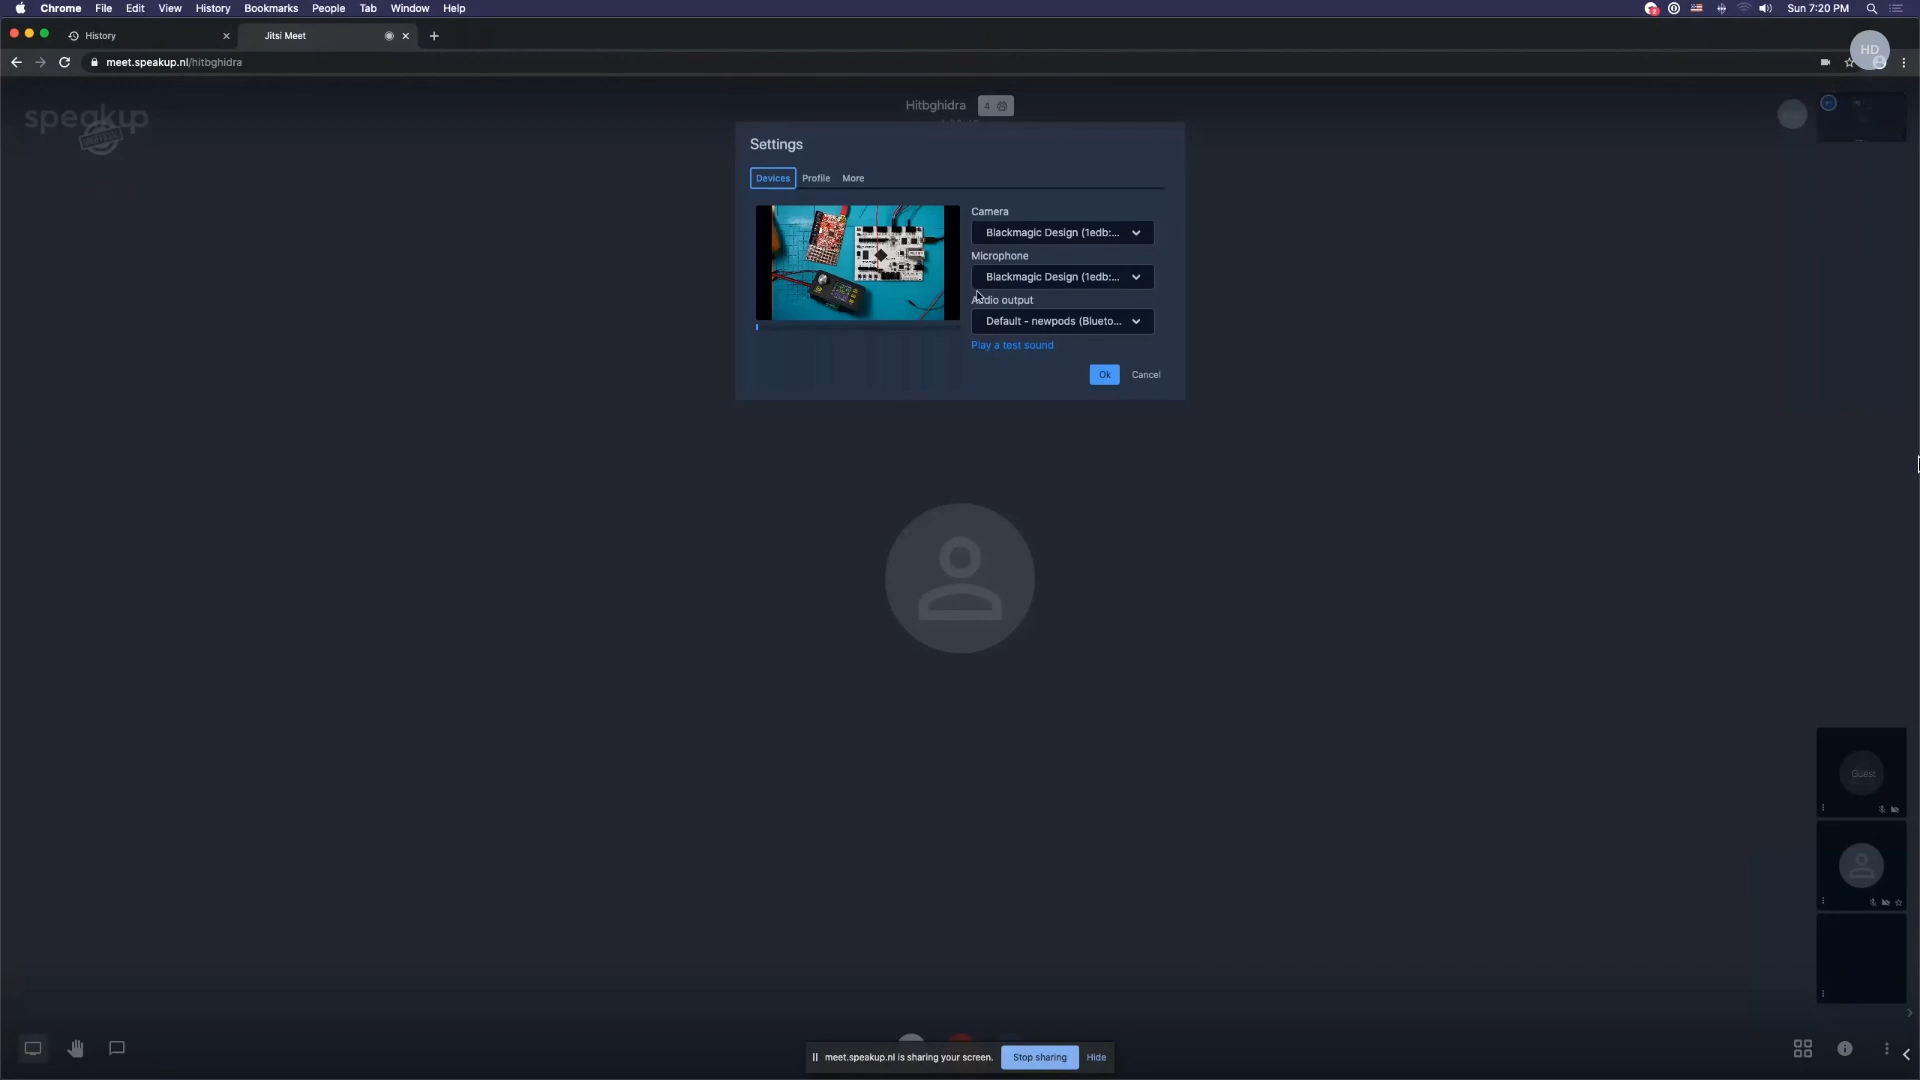 Chrome File Edit View History Bookmarks People Tab Window Help
Sun 7:20 PM
History
Jitsi Meet
meet.speakup.nl/hitbghidra
HD
speakup
Hitbghidra 4
Settings
Devices Profile More
Camera
Blackmagic Design (1edb:...
Microphone
Blackmagic Design (1edb:...
Audio output
Default - newpods (Blueto...
Play a test sound
Ok Cancel
Guest
meet.speakup.nl is sharing your screen. Stop sharing Hide